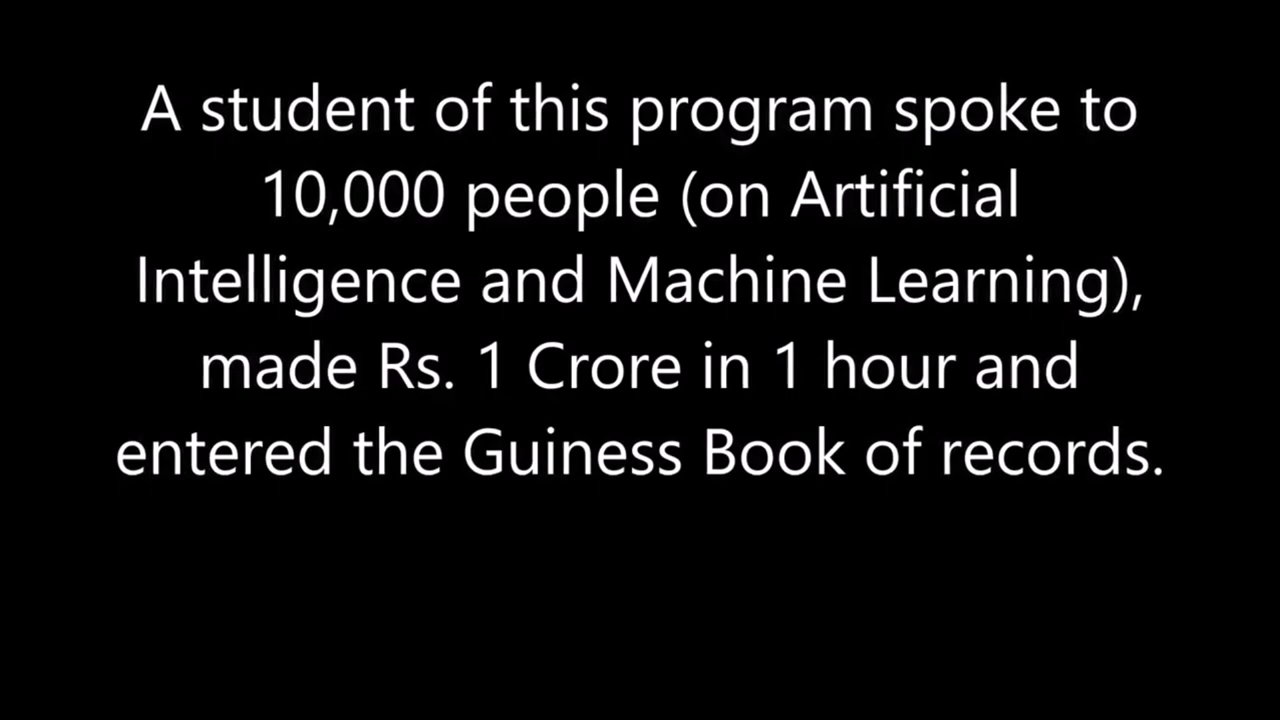 A student of this program spoke to
10,000 people (on Artificial
Intelligence and Machine Learning),
made Rs. 1 Crore in 1 hour and
entered the Guiness Book of records.